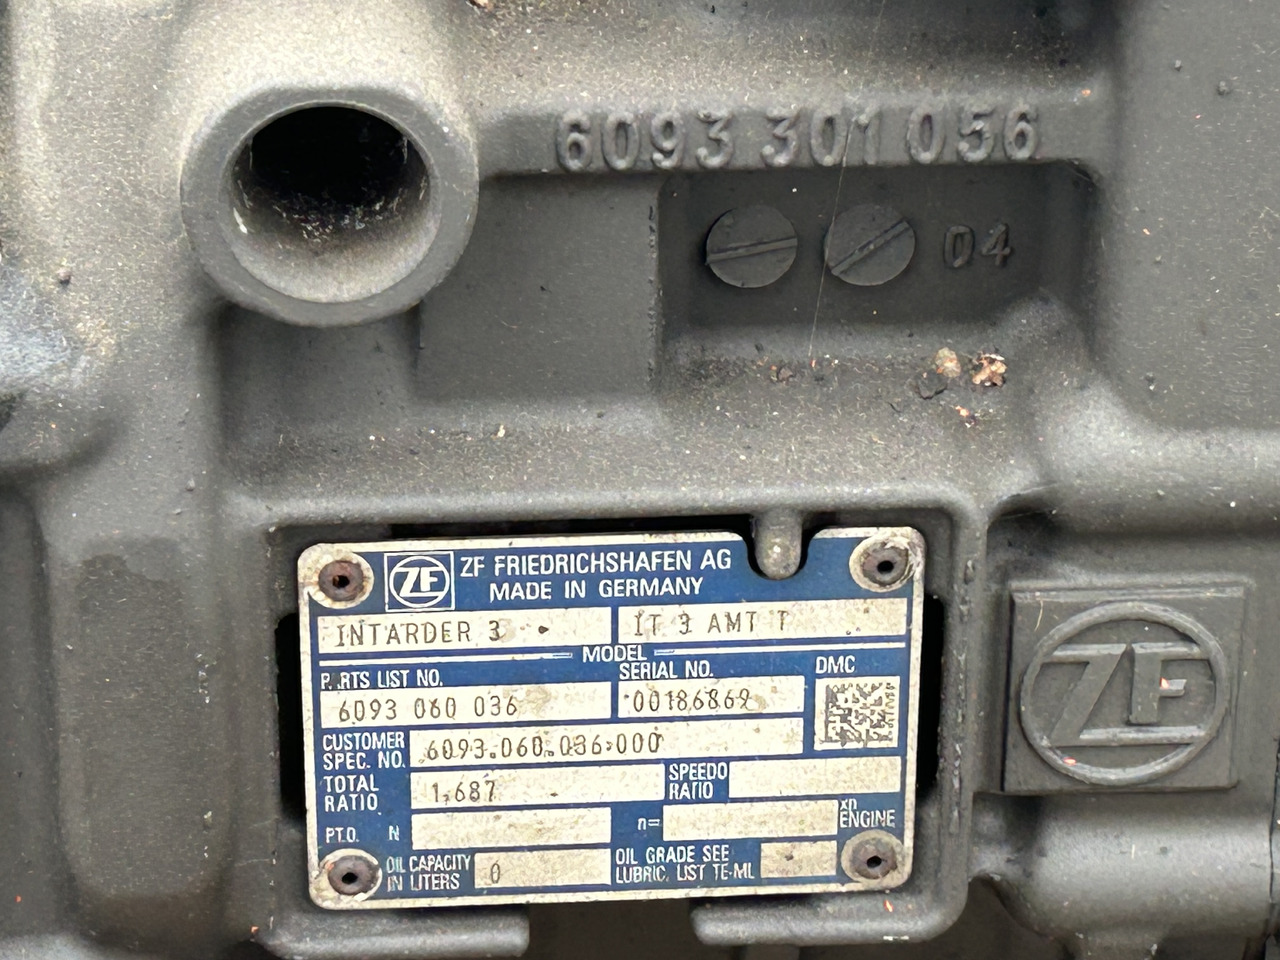 6093 301 056
04
ZF
ZF FRIEDRICHSHAFEN AG
MADE IN GERMANY
INTARDER 3
IT 3 AMT T
MODEL
P.RTS LIST NO.
SERIAL NO.
DMC
6093 060 036
00186869
CUSTOMER SPEC. NO.
6093.060.036.000
TOTAL RATIO
1,687
SPEEDO RATIO
P.T.O.
N
n=
xn ENGINE
OIL CAPACITY IN LITERS
0
OIL GRADE SEE LUBRIC. LIST TE-ML
ZF